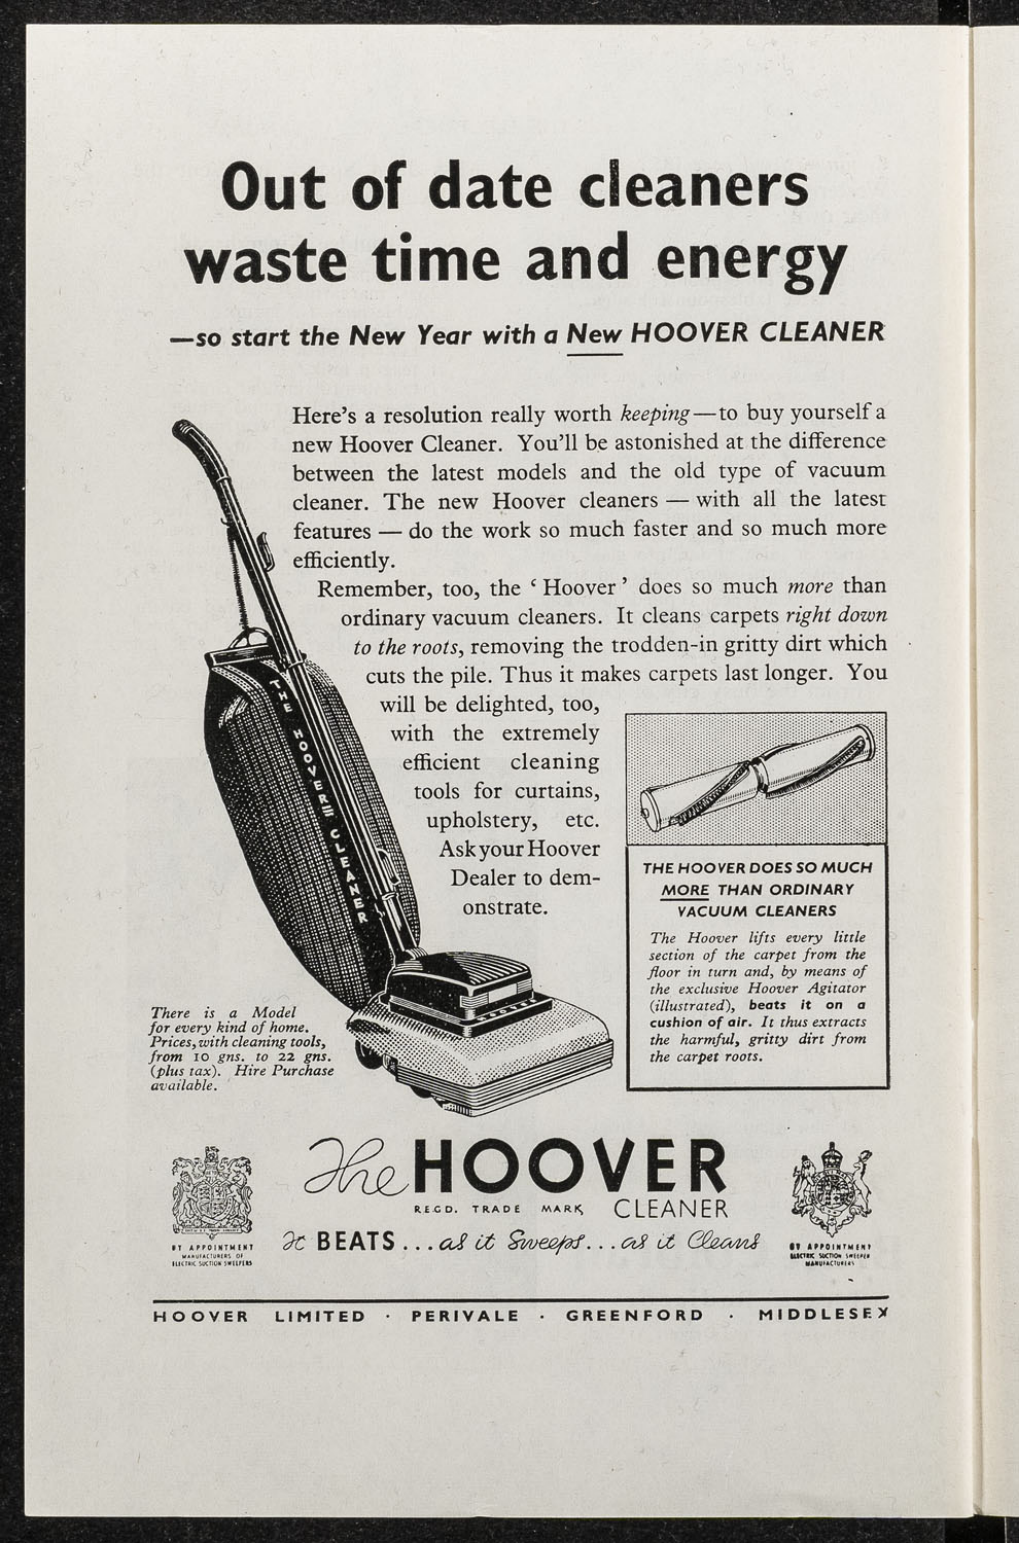 Out of date cleaners
waste time and energy
—so start the New Year with a New HOOVER CLEANER
Here's a resolution really worth keeping—to buy yourself a
new Hoover Cleaner. You'll be astonished at the difference
between the latest models and the old type of vacuum
cleaner. The new Hoover cleaners — with all the latest
features — do the work so much faster and so much more
efficiently.
Remember, too, the ‘ Hoover ’ does so much more than
ordinary vacuum cleaners. It cleans carpets right down
to the roots, removing the trodden-in gritty dirt which
cuts the pile. Thus it makes carpets last longer. You
will be delighted, too,
with the extremely
efficient cleaning
tools for curtains,
upholstery, etc.
Ask your Hoover
Dealer to dem-
onstrate.
THE HOOVER CLEANER
THE HOOVER DOES SO MUCH
MORE THAN ORDINARY
VACUUM CLEANERS
The Hoover lifts every little
section of the carpet from the
floor in turn and, by means of
the exclusive Hoover Agitator
(illustrated), beats it on a
cushion of air. It thus extracts
the harmful, gritty dirt from
the carpet roots.
There is a Model
for every kind of home.
Prices, with cleaning tools,
from 10 gns. to 22 gns.
(plus tax). Hire Purchase
available.
The HOOVER
REGD. TRADE MARK CLEANER
It BEATS...as it Sweeps...as it Cleans
BY APPOINTMENT
MANUFACTURERS OF
ELECTRIC SUCTION SWEEPERS
BY APPOINTMENT
ELECTRIC SUCTION SWEEPER
MANUFACTURERS
HOOVER LIMITED · PERIVALE · GREENFORD · MIDDLESEX